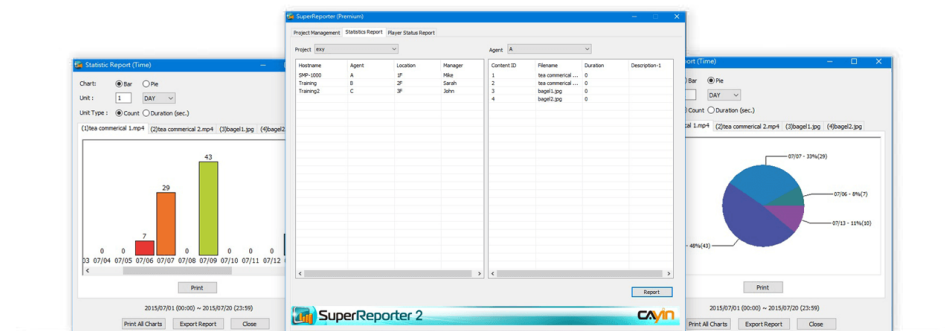 Statistic Report (Time)
Chart: Bar Pie
Unit : 1 DAY
Unit Type : Count Duration (sec.)
(1)tea commerical 1.mp4 (2)tea commerical 2.mp4 (3)bagel1.jpg (4)bagel2
43
29
7
0 0 0 0 0 0
03 07/04 07/05 07/06 07/07 07/08 07/09 07/10 07/11 07/12
Print
2015/07/01 (00:00) ~ 2015/07/20 (23:59)
Print All Charts Export Report Close
SuperReporter (Premium)
Project Management Statistics Report Player Status Report
Project xxy
Agent A
Hostname Agent Location Manager
SMP-1000 A 1F Mike
Training B 2F Sarah
Training2 C 3F John
Content ID Filename Duration Description-1
1 tea commerical ... 0
2 tea commerical ... 0
3 bagel1.jpg 0
4 bagel2.jpg 0
Report
SuperReporter 2
CAYIN
ort (Time)
Bar Pie
DAY
Count Duration (sec.)
cal 1.mp4 (2)tea commerical 2.mp4 (3)bagel1.jpg (4)bagel2.jpg
07/07 - 33%(29)
07/06 - 8%(7)
07/13 - 11%(10)
- 48%(43)
Print
2015/07/01 (00:00) ~ 2015/07/20 (23:59)
Print All Charts Export Report Close